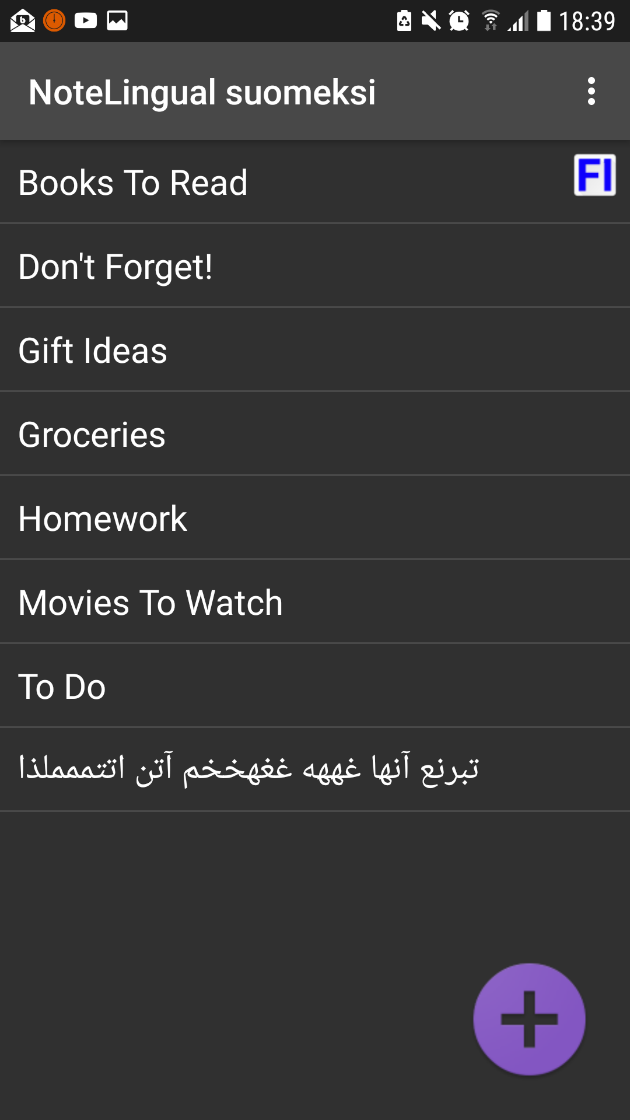 18:39
NoteLingual suomeksi
Books To Read
FI
Don't Forget!
Gift Ideas
Groceries
Homework
Movies To Watch
To Do
تبرنع آنها غههه غغهخخم آتن اتتممملذا